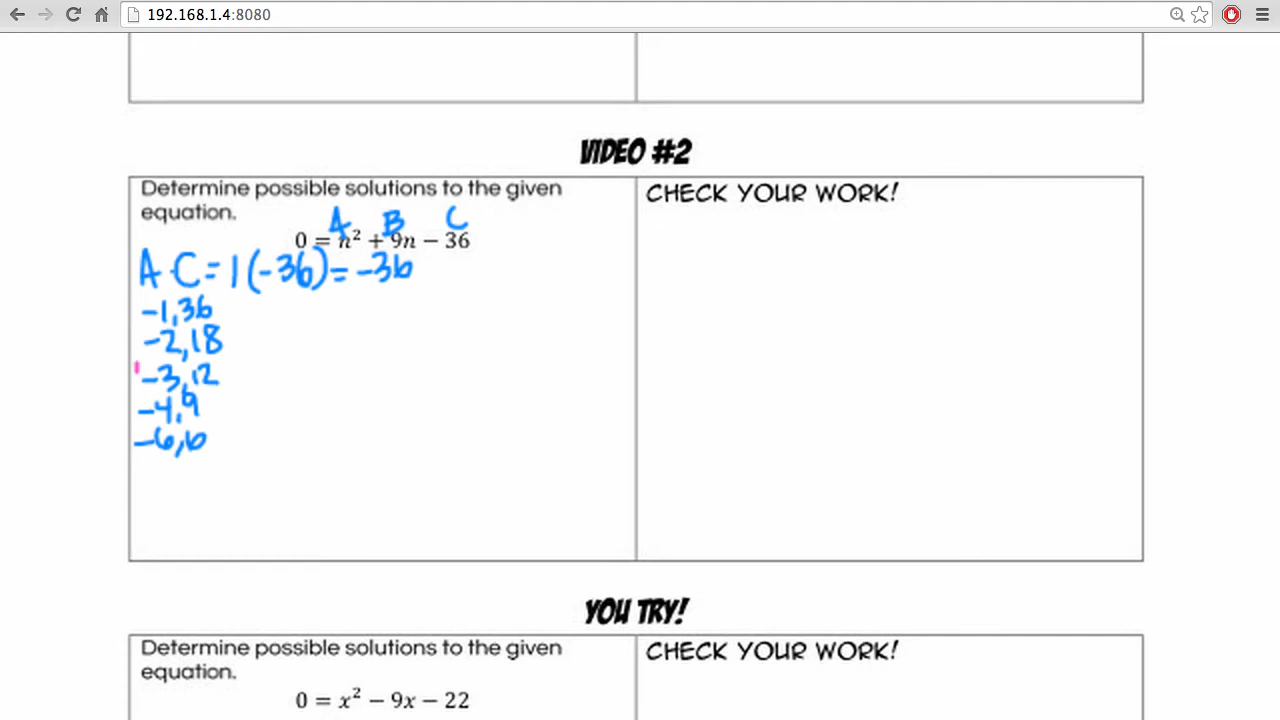 192.168.1.4:8080
VIDEO #2
Determine possible solutions to the given
equation.
A B C
0 = n² + 9n − 36
A·C = 1(-36) = -36
-1, 36
-2, 18
-3, 12
-4, 9
-6, 6
CHECK YOUR WORK!
YOU TRY!
Determine possible solutions to the given
equation.
0 = x² − 9x − 22
CHECK YOUR WORK!